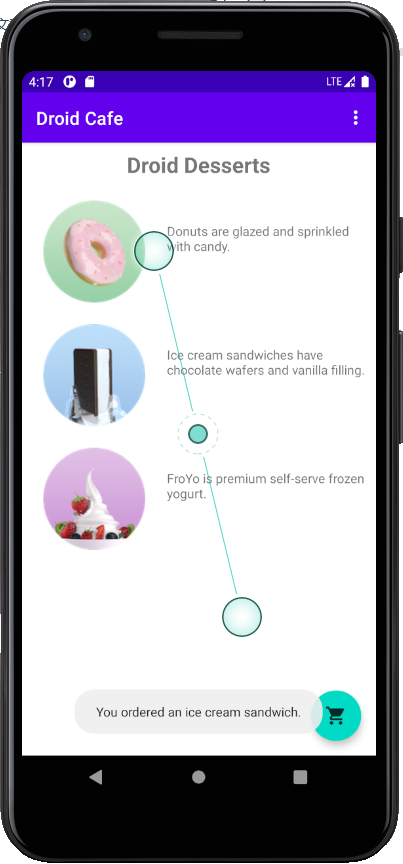 4:17
LTE
Droid Cafe
Droid Desserts
Donuts are glazed and sprinkled
with candy.
Ice cream sandwiches have
chocolate wafers and vanilla filling.
FroYo is premium self-serve frozen
yogurt.
You ordered an ice cream sandwich.